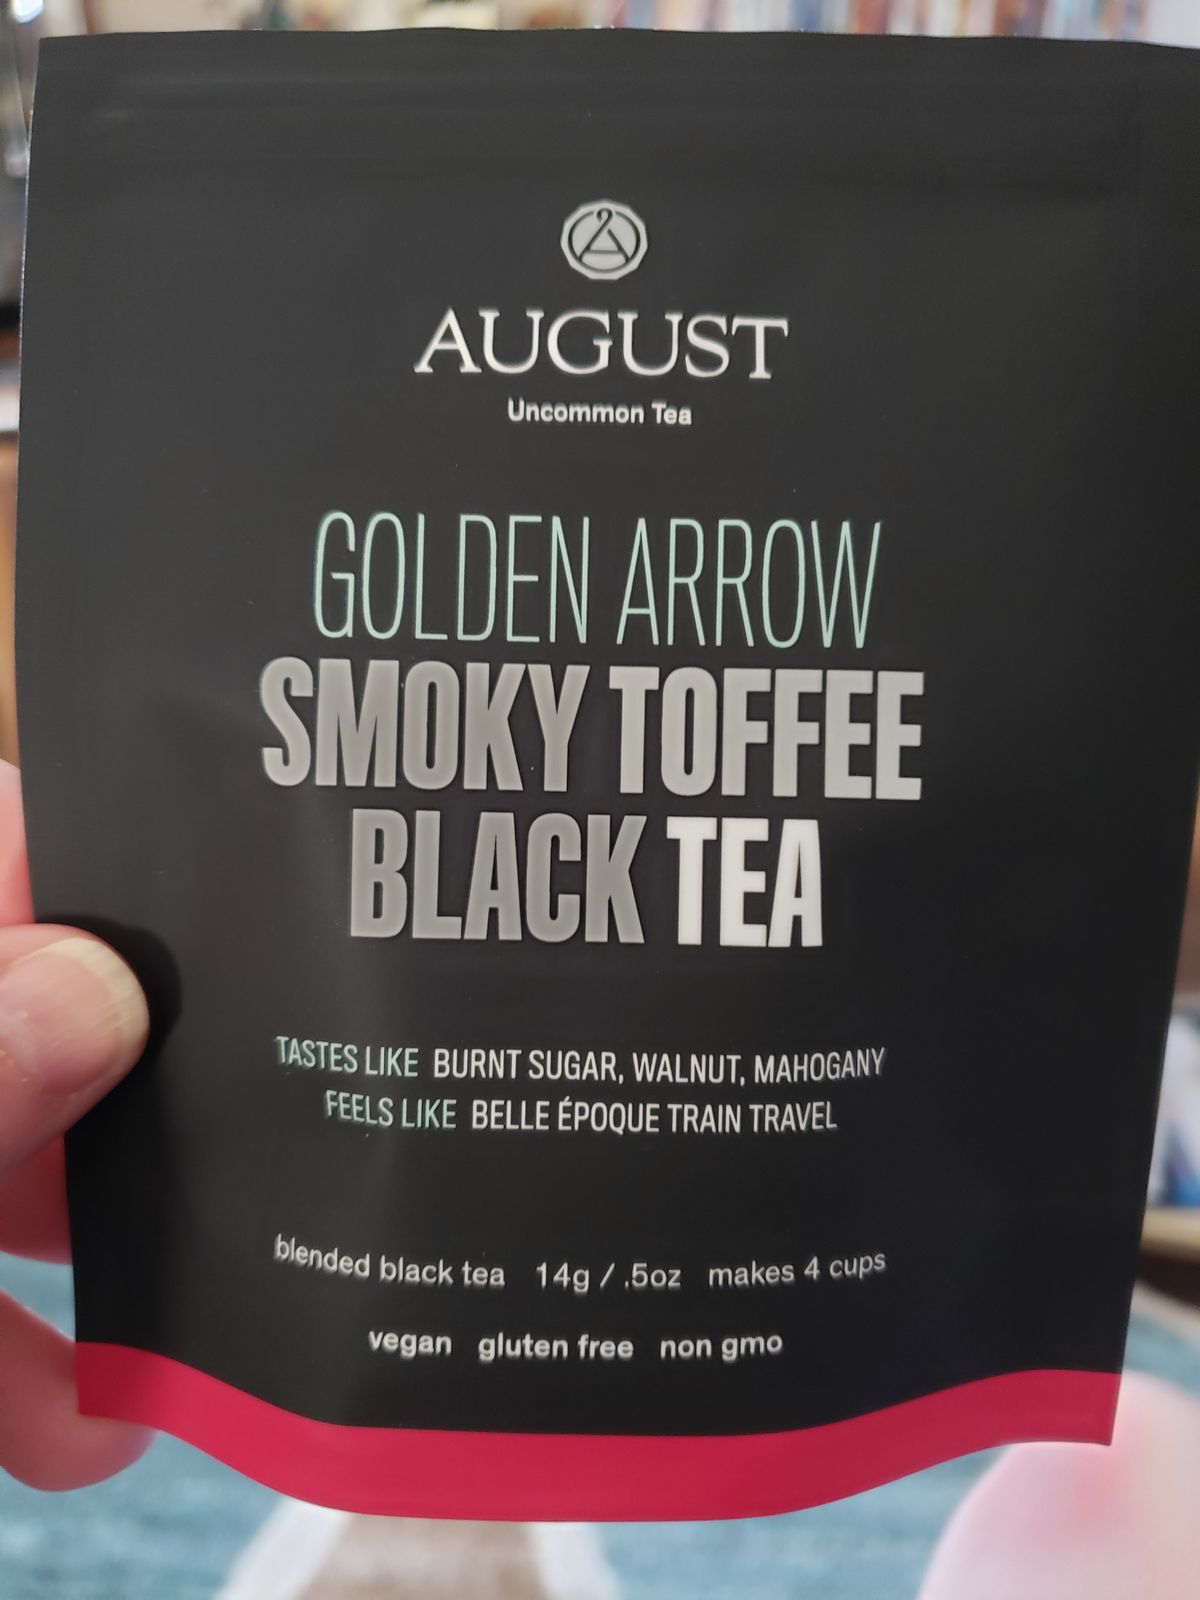 AUGUST
Uncommon Tea
GOLDEN ARROW
SMOKY TOFFEE
BLACK TEA
TASTES LIKE BURNT SUGAR, WALNUT, MAHOGANY
FEELS LIKE BELLE ÉPOQUE TRAIN TRAVEL
blended black tea 14g / .5oz makes 4 cups
vegan gluten free non gmo